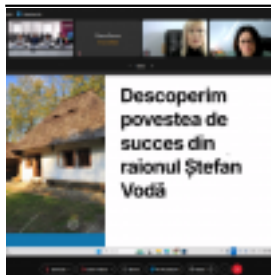 Descoperim
povestea de
succes din
raionul Ștefan
Vodă